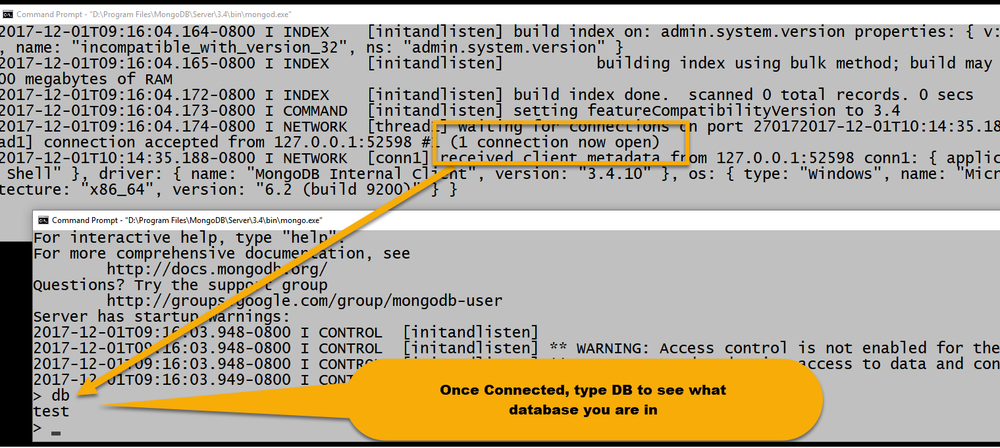 Command Prompt - "D:\Program Files\MongoDB\Server\3.4\bin\mongod.exe"
2017-12-01T09:16:04.164-0800 I INDEX    [initandlisten] build index on: admin.system.version properties: { v:
, name: "incompatible_with_version_32", ns: "admin.system.version" }
2017-12-01T09:16:04.165-0800 I INDEX    [initandlisten]          building index using bulk method; build may
00 megabytes of RAM
2017-12-01T09:16:04.172-0800 I INDEX    [initandlisten] build index done.  scanned 0 total records. 0 secs
2017-12-01T09:16:04.173-0800 I COMMAND  [initandlisten] setting featureCompatibilityVersion to 3.4
2017-12-01T09:16:04.174-0800 I NETWORK  [thread1] waiting for connections on port 270172017-12-01T10:14:35.18
ad1] connection accepted from 127.0.0.1:52598 #1 (1 connection now open)
2017-12-01T10:14:35.188-0800 I NETWORK  [conn1] received client metadata from 127.0.0.1:52598 conn1: { applic
Shell" }, driver: { name: "MongoDB Internal Client", version: "3.4.10" }, os: { type: "Windows", name: "Micr
tecture: "x86_64", version: "6.2 (build 9200)" } }
Command Prompt - "D:\Program Files\MongoDB\Server\3.4\bin\mongo.exe"
For interactive help, type "help".
For more comprehensive documentation, see
http://docs.mongodb.org/
Questions? Try the support group
http://groups.google.com/group/mongodb-user
Server has startup warnings:
2017-12-01T09:16:03.948-0800 I CONTROL  [initandlisten]
2017-12-01T09:16:03.948-0800 I CONTROL  [initandlisten] ** WARNING: Access control is not enabled for the
2017-12-01T09:16:03.948-0800 I CONTROL access to data and con
2017-12-01T09:16:03.949-0800 I CONT
> db
test
> _
Once Connected, type DB to see what
database you are in